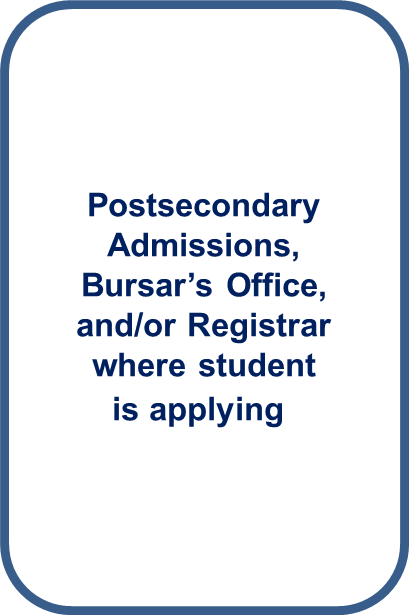 Postsecondary
Admissions,
Bursar’s Office,
and/or Registrar
where student
is applying